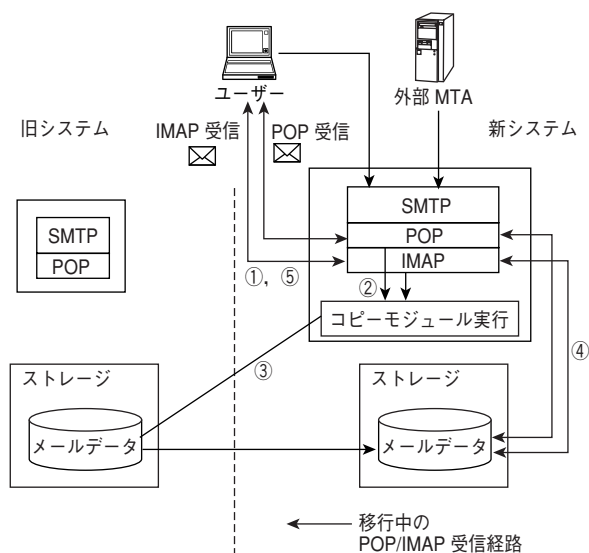 ユーザー
外部 MTA
旧システム
IMAP 受信
POP 受信
新システム
SMTP
POP
SMTP
POP
IMAP
①，⑤
②
コピーモジュール実行
③
④
ストレージ
メールデータ
ストレージ
メールデータ
移行中の
POP/IMAP 受信経路